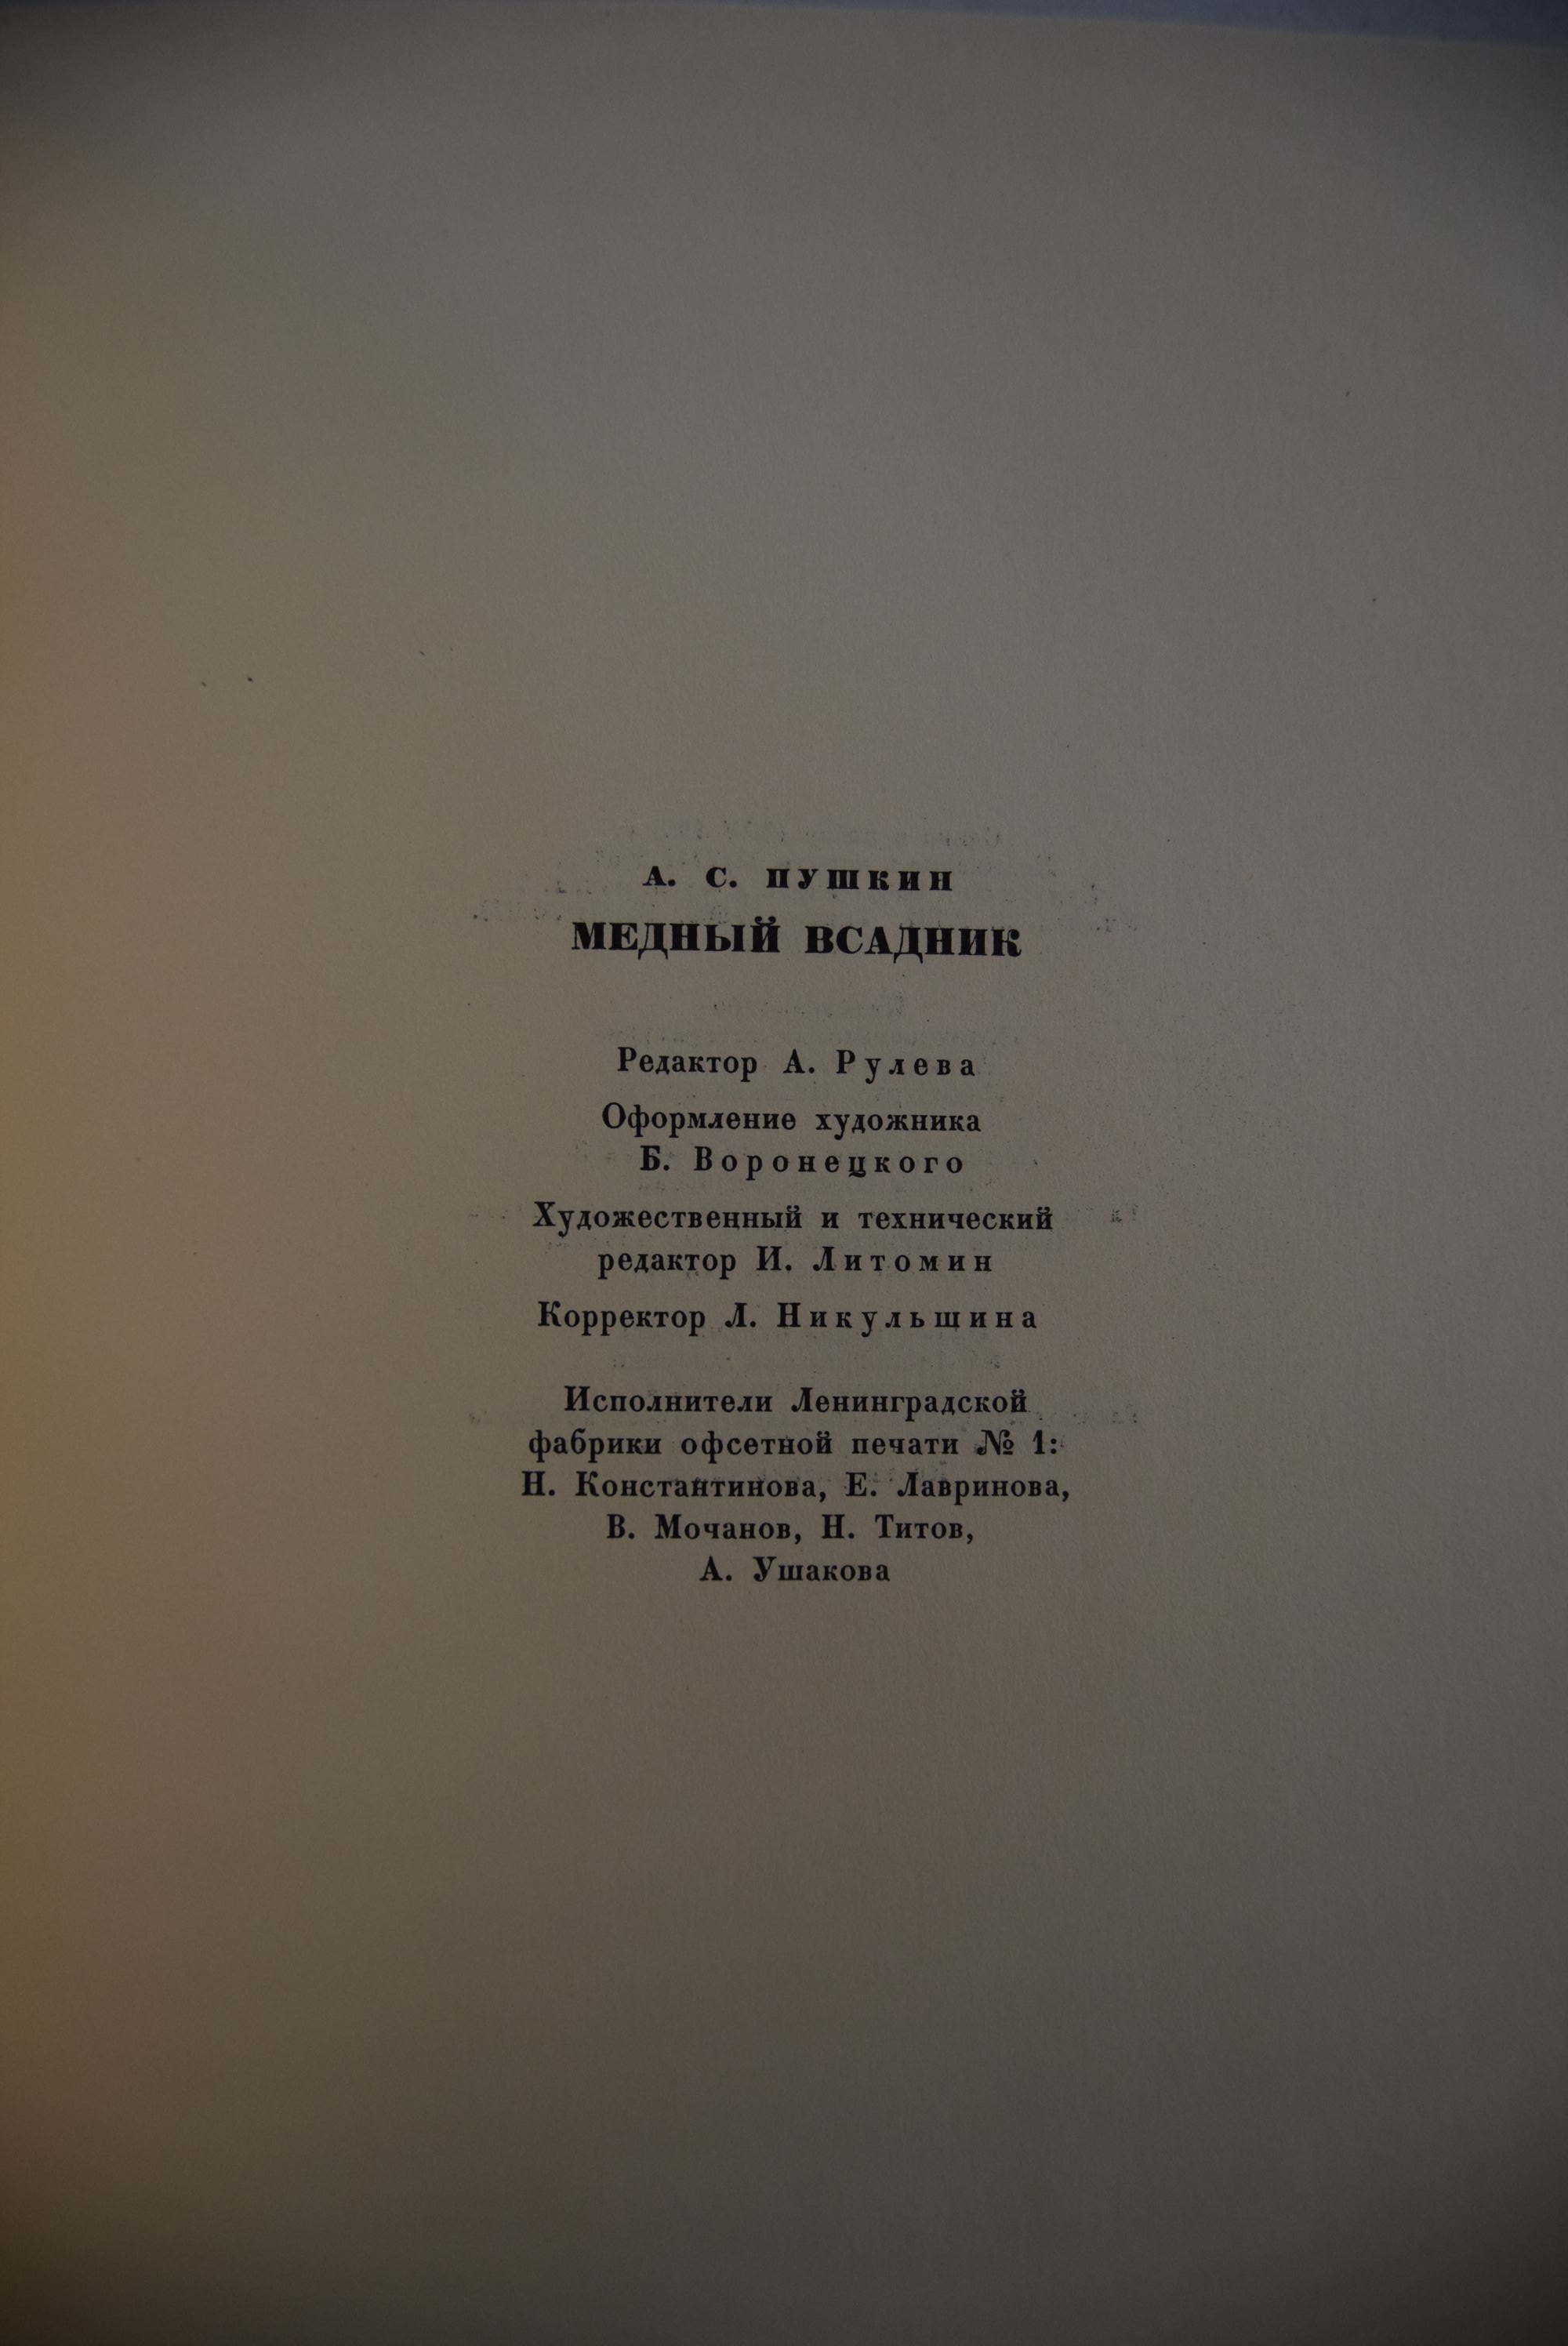 А. С. ПУШКИН
МЕДНЫЙ ВСАДНИК
Редактор А. Рулева
Оформление художника
Б. Воронецкого
Художественный и технический
редактор И. Литомин
Корректор Л. Никульшина
Исполнители Ленинградской
фабрики офсетной печати № 1:
Н. Константинова, Е. Лавринова,
В. Мочанов, Н. Титов,
А. Ушакова